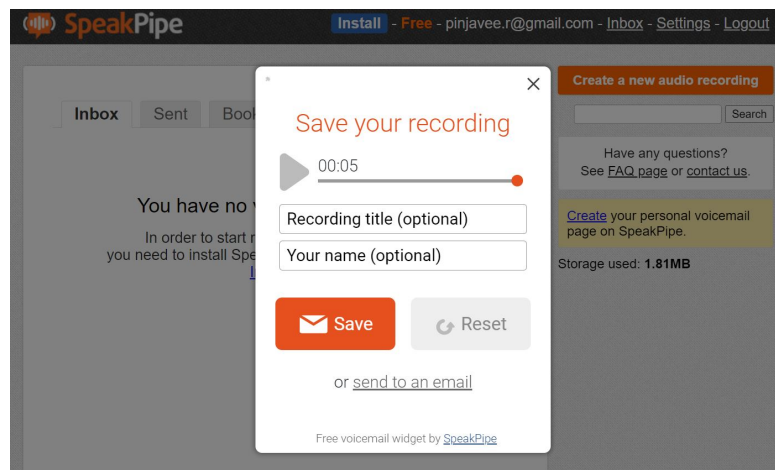 SpeakPipe
Install - Free - pinjavee.r@gmail.com - Inbox - Settings - Logout
Inbox Sent
Create a new audio recording
Search
Have any questions?
See FAQ page or contact us.
Create your personal voicemail
page on SpeakPipe.
Storage used: 1.81MB
You have no
In order to start
you need to install
Save your recording
00:05
Recording title (optional)
Your name (optional)
Save
Reset
or send to an email
Free voicemail widget by SpeakPipe